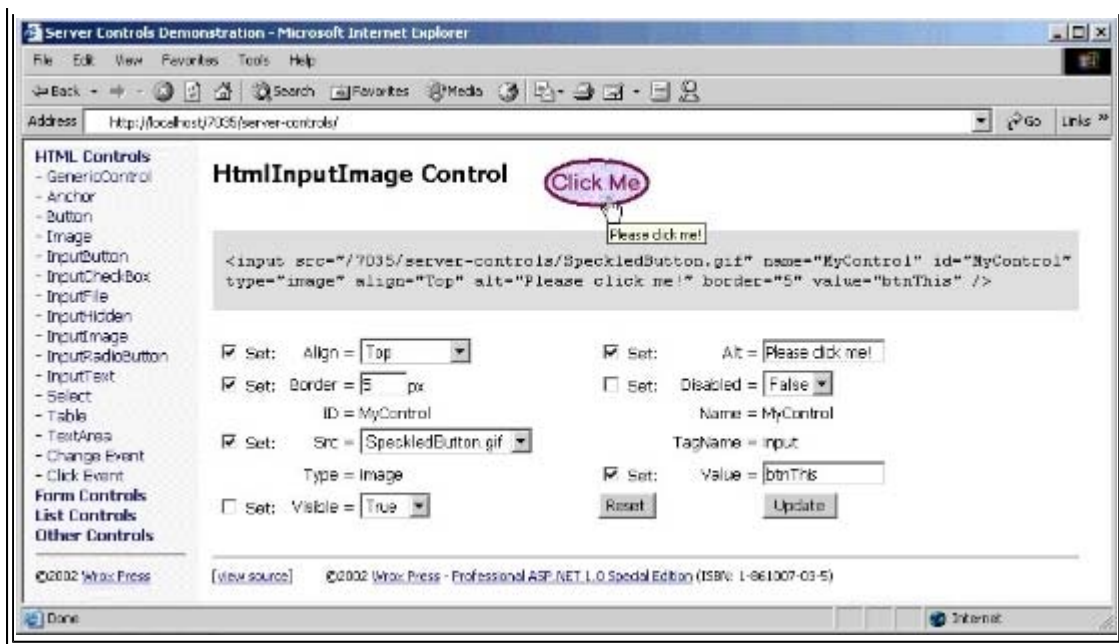 Server Controls Demonstration - Microsoft Internet Explorer
File Edit View Favorites Tools Help
Back Search Favorites Media
Address http://localhost/7035/server-controls/ Go Links »
HTML Controls
- GenericControl
- Anchor
- Button
- Image
- InputButton
- InputCheckBox
- InputFile
- InputHidden
- InputImage
- InputRadioButton
- InputText
- Select
- Table
- TextArea
- Change Event
- Click Event
Form Controls
List Controls
Other Controls
©2002 Wrox Press
HtmlInputImage Control
Click Me
Please click me!
<input src="/7035/server-controls/SpeckledButton.gif" name="MyControl" id="MyControl"
type="image" align="Top" alt="Please click me!" border="5" value="btnThis" />
Set: Align = Top
Set: Alt = Please click me!
Set: Border = 5 px
Set: Disabled = False
ID = MyControl
Name = MyControl
Set: Src = SpeckledButton.gif
TagName = input
Type = image
Set: Value = btnThis
Set: Visible = True
Reset Update
[view source] ©2002 Wrox Press - Professional ASP.NET 1.0 Special Edition (ISBN: 1-861007-03-5)
Done Internet